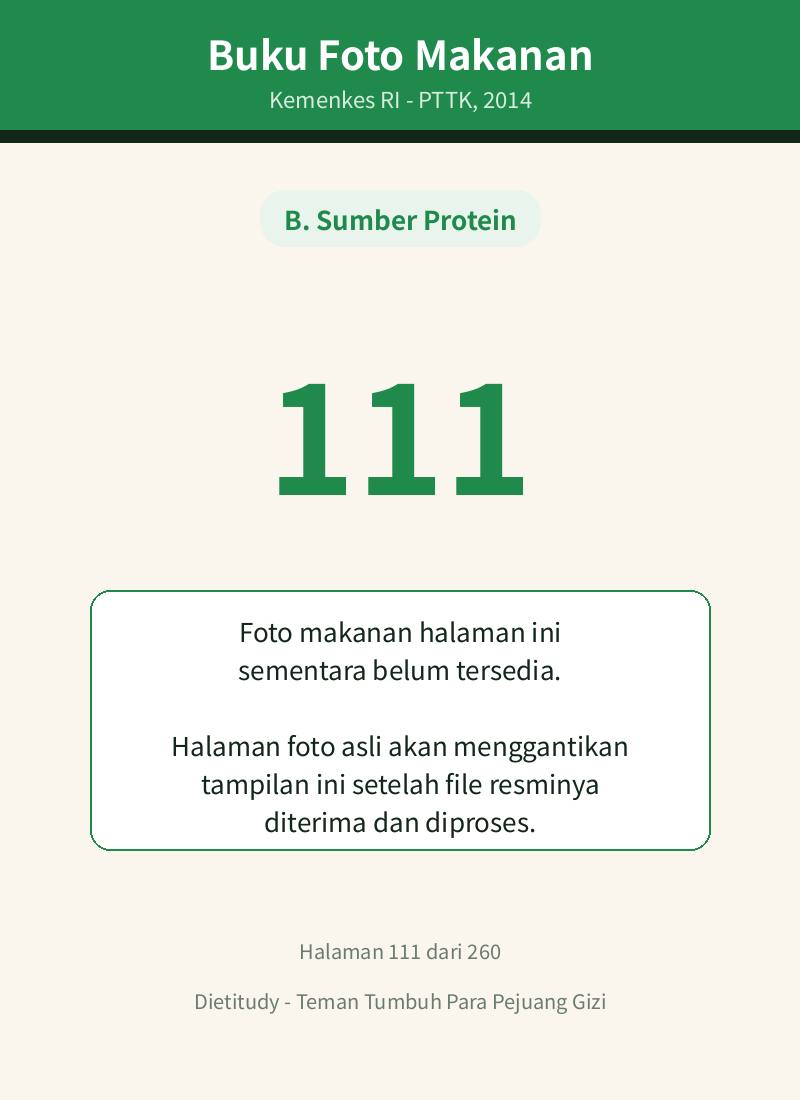 Buku Foto Makanan
Kemenkes RI - PTTK, 2014
B. Sumber Protein
111
Foto makanan halaman ini
sementara belum tersedia.
Halaman foto asli akan menggantikan
tampilan ini setelah file resminya
diterima dan diproses.
Halaman 111 dari 260
Dietitudy - Teman Tumbuh Para Pejuang Gizi